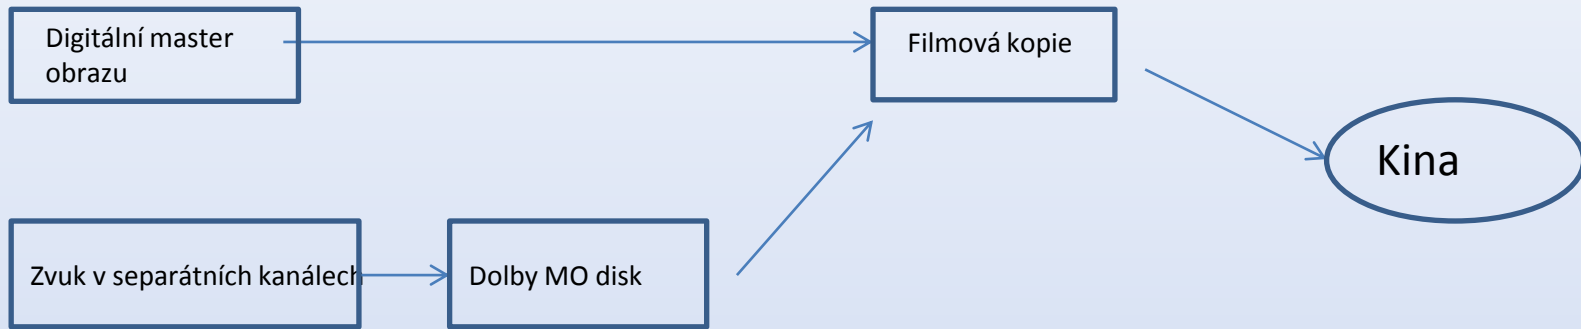 Digitální master
obrazu
Filmová kopie
Kina
Zvuk v separátních kanálech
Dolby MO disk